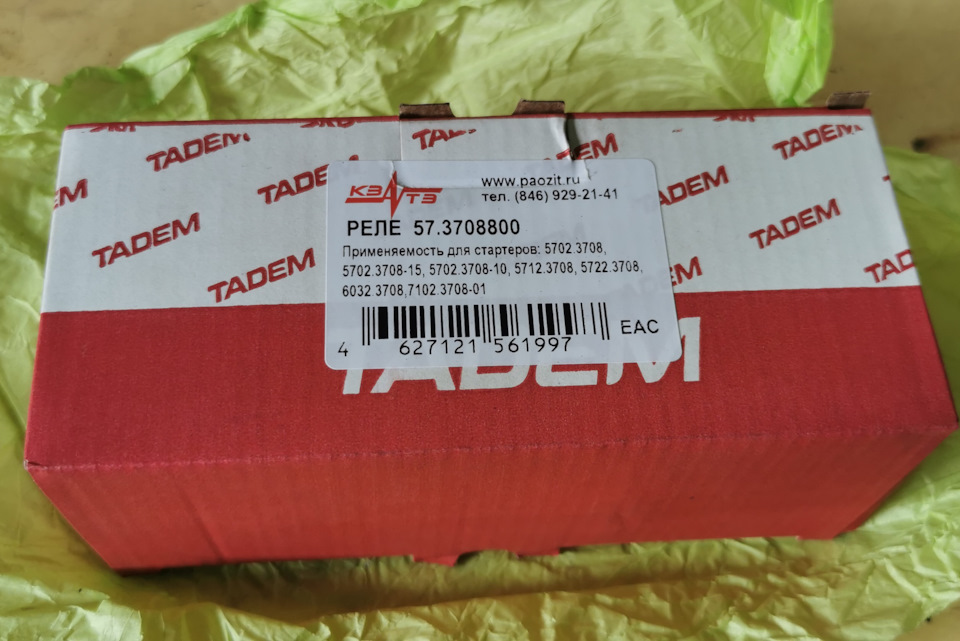 TADEM
TADEM
TADEM
TADEM
TADEM
TADEM
TADEM
КЗАТЭ
www.paozit.ru
тел. (846) 929-21-41
РЕЛЕ 57.3708800
Применяемость для стартеров: 5702.3708,
5702.3708-15, 5702.3708-10, 5712.3708, 5722.3708,
6032.3708,7102.3708-01
4 627121 561997
EAC
TADEM